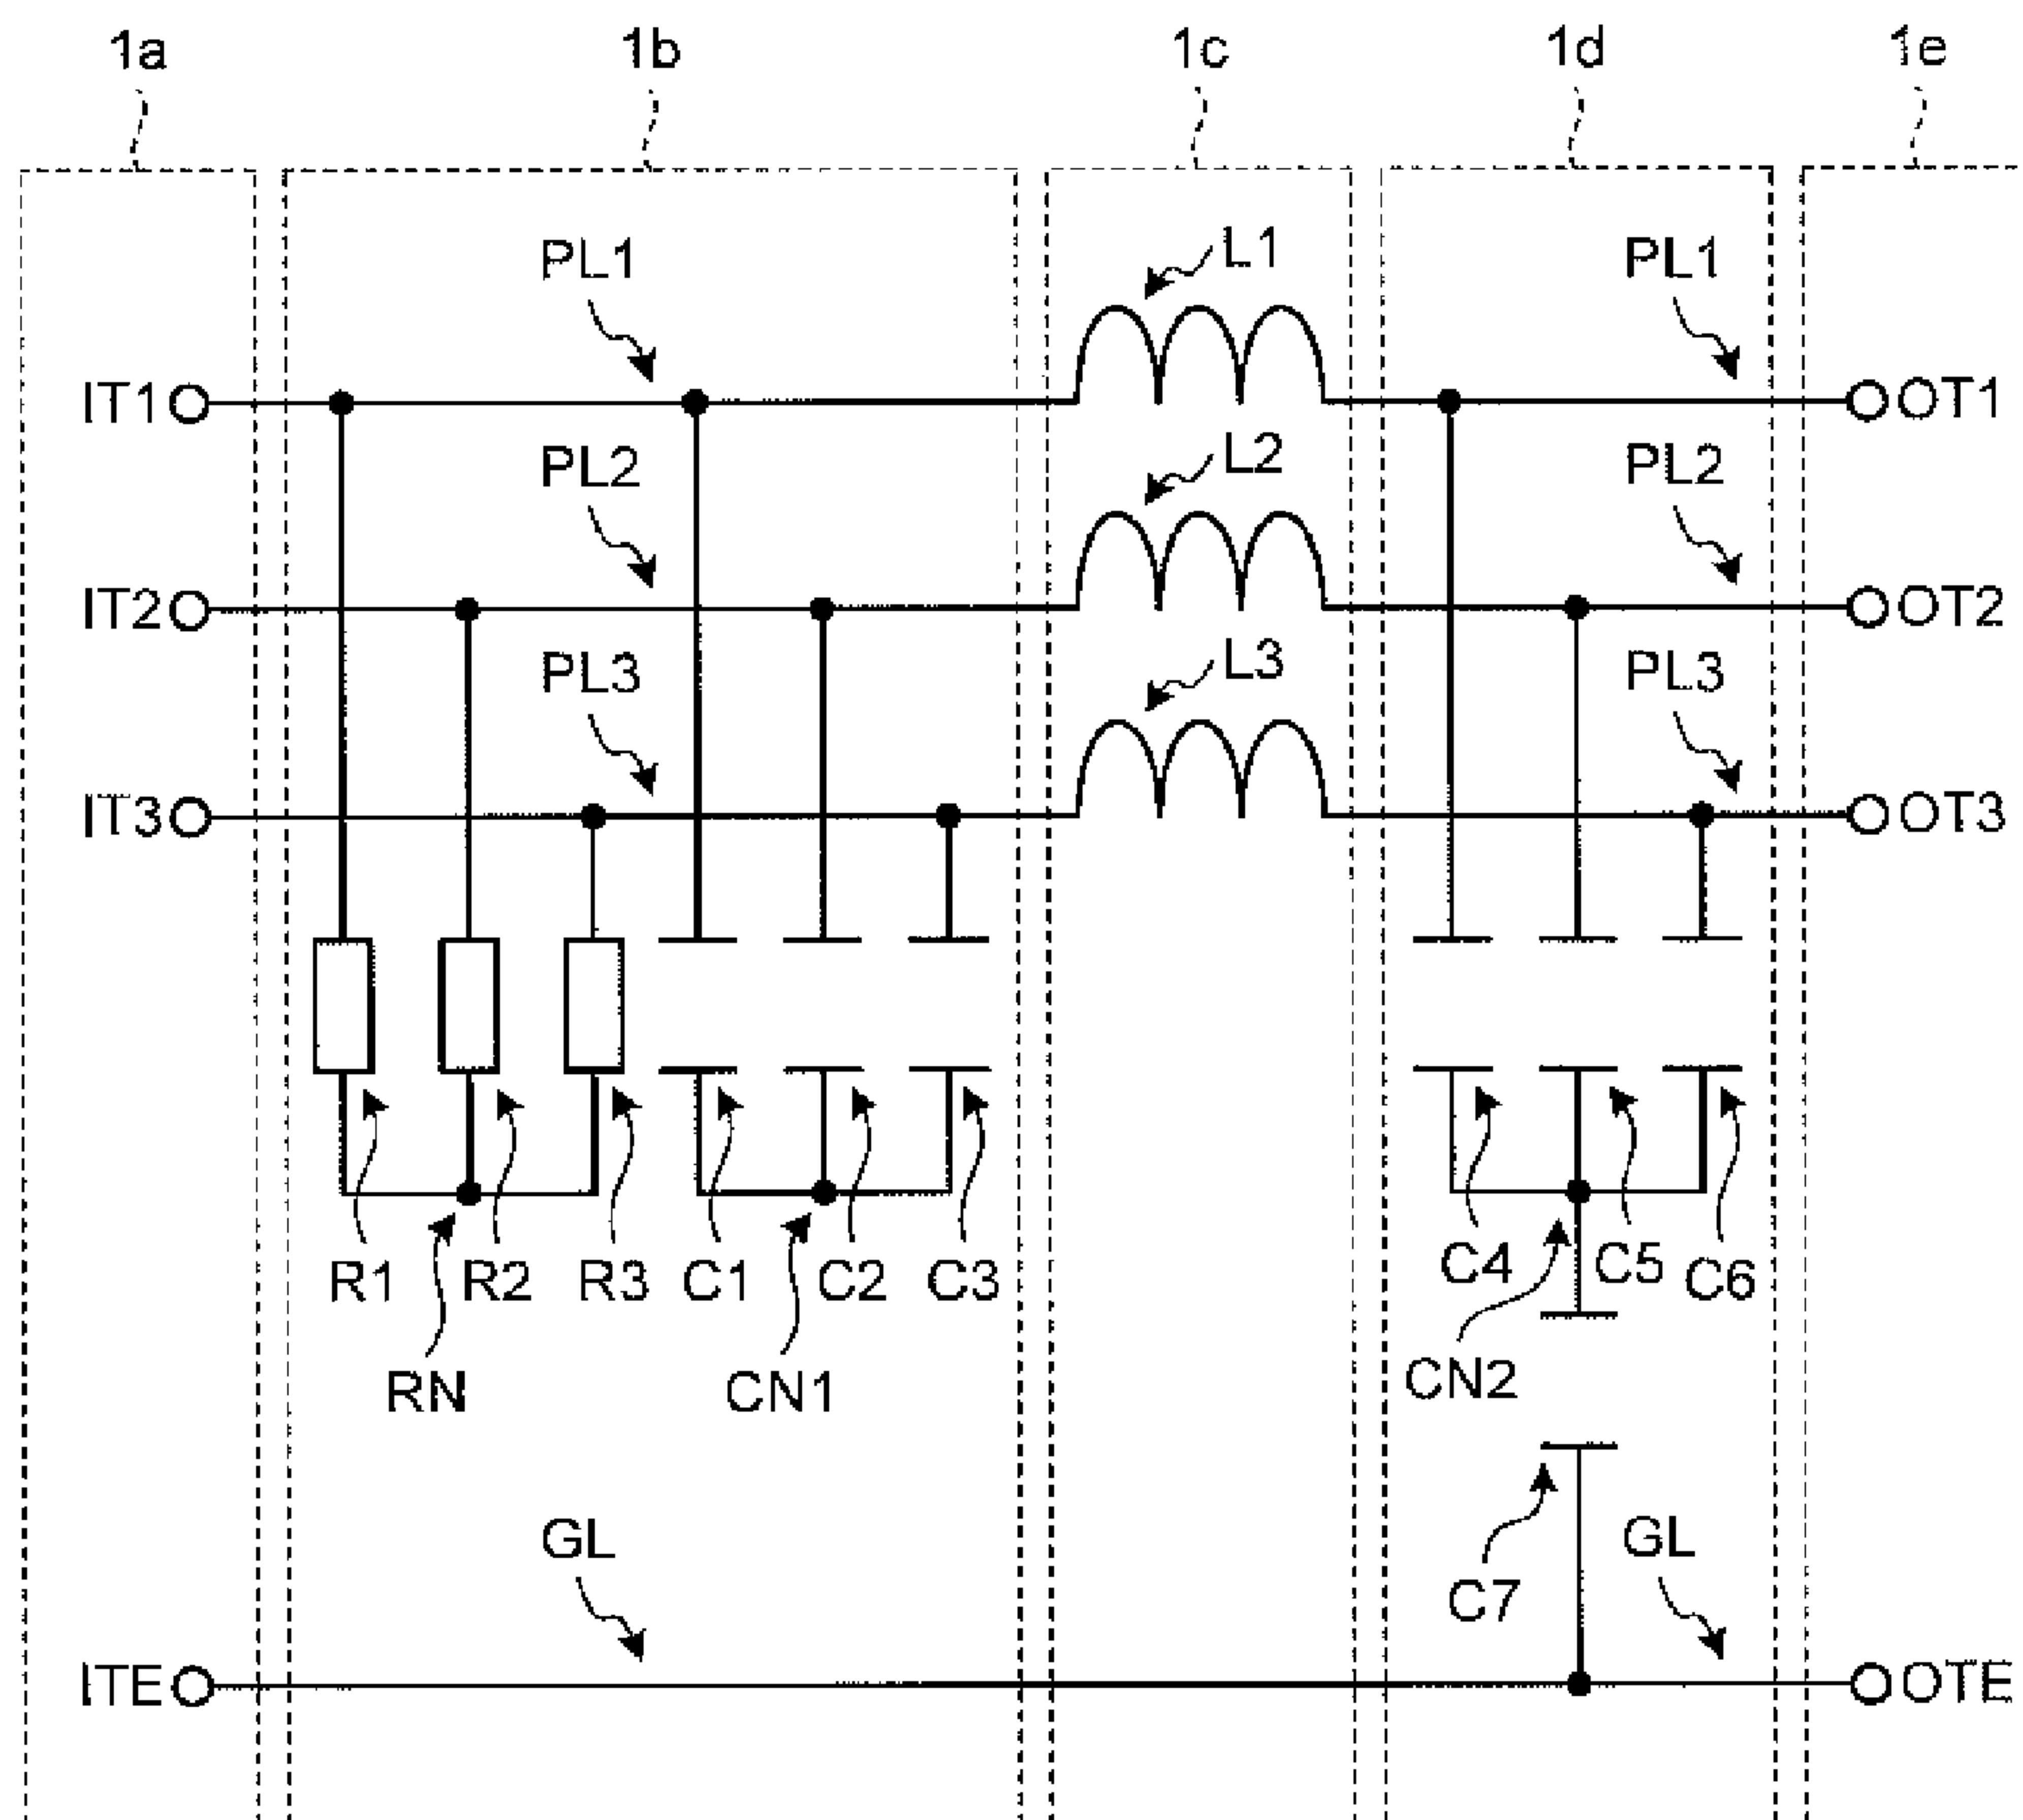 1a 1b 1c 1d 1e
PL1 L1 PL1
IT1 OT1
PL2 L2 PL2
IT2 OT2
PL3 L3 PL3
IT3 OT3
R1 R2 R3 C1 C2 C3 C4 C5 C6
RN CN1 CN2
GL C7 GL
ITE OTE